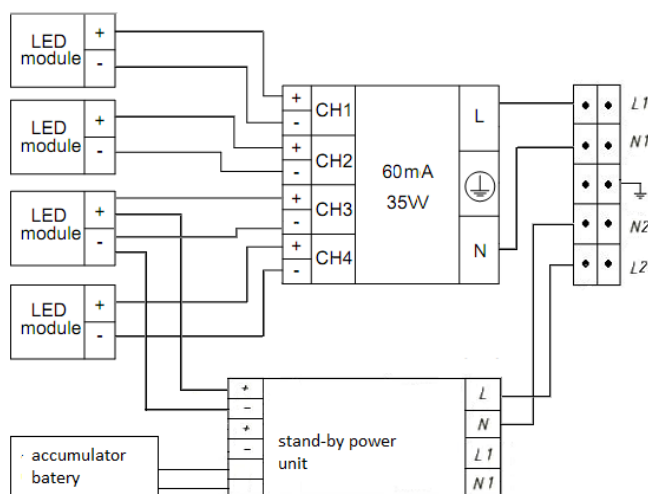 LED
module
+
-
LED
module
+
-
LED
module
+
-
LED
module
+
-
+
-
CH1
+
-
CH2
+
-
CH3
+
-
CH4
60mA
35W
L
N
L1
N1
N2
L2
+
-
+
-
stand-by power
unit
L
N
L1
N1
accumulator
batery